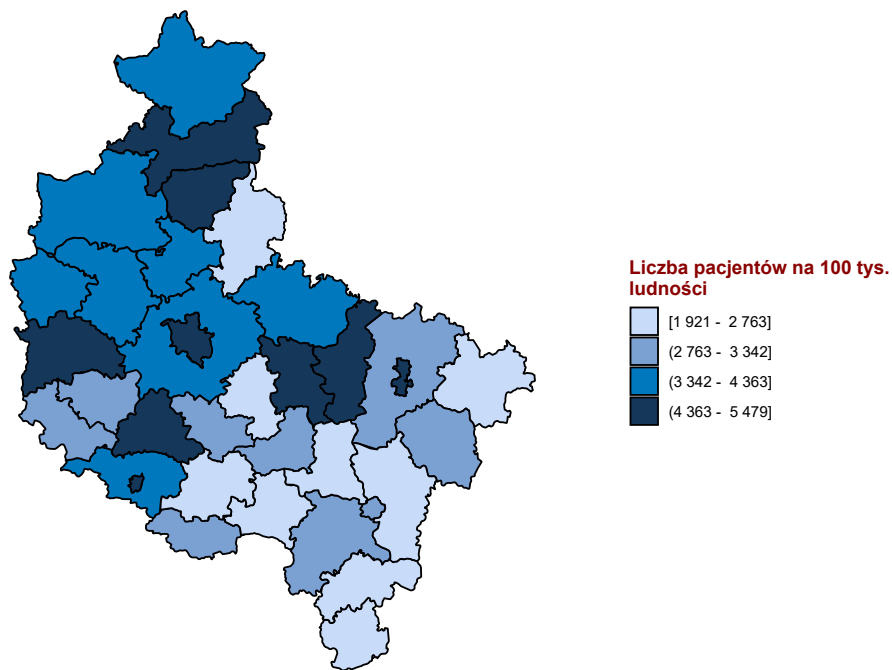 Liczba pacjentów na 100 tys.
ludności
[1 921 - 2 763]
(2 763 - 3 342]
(3 342 - 4 363]
(4 363 - 5 479]